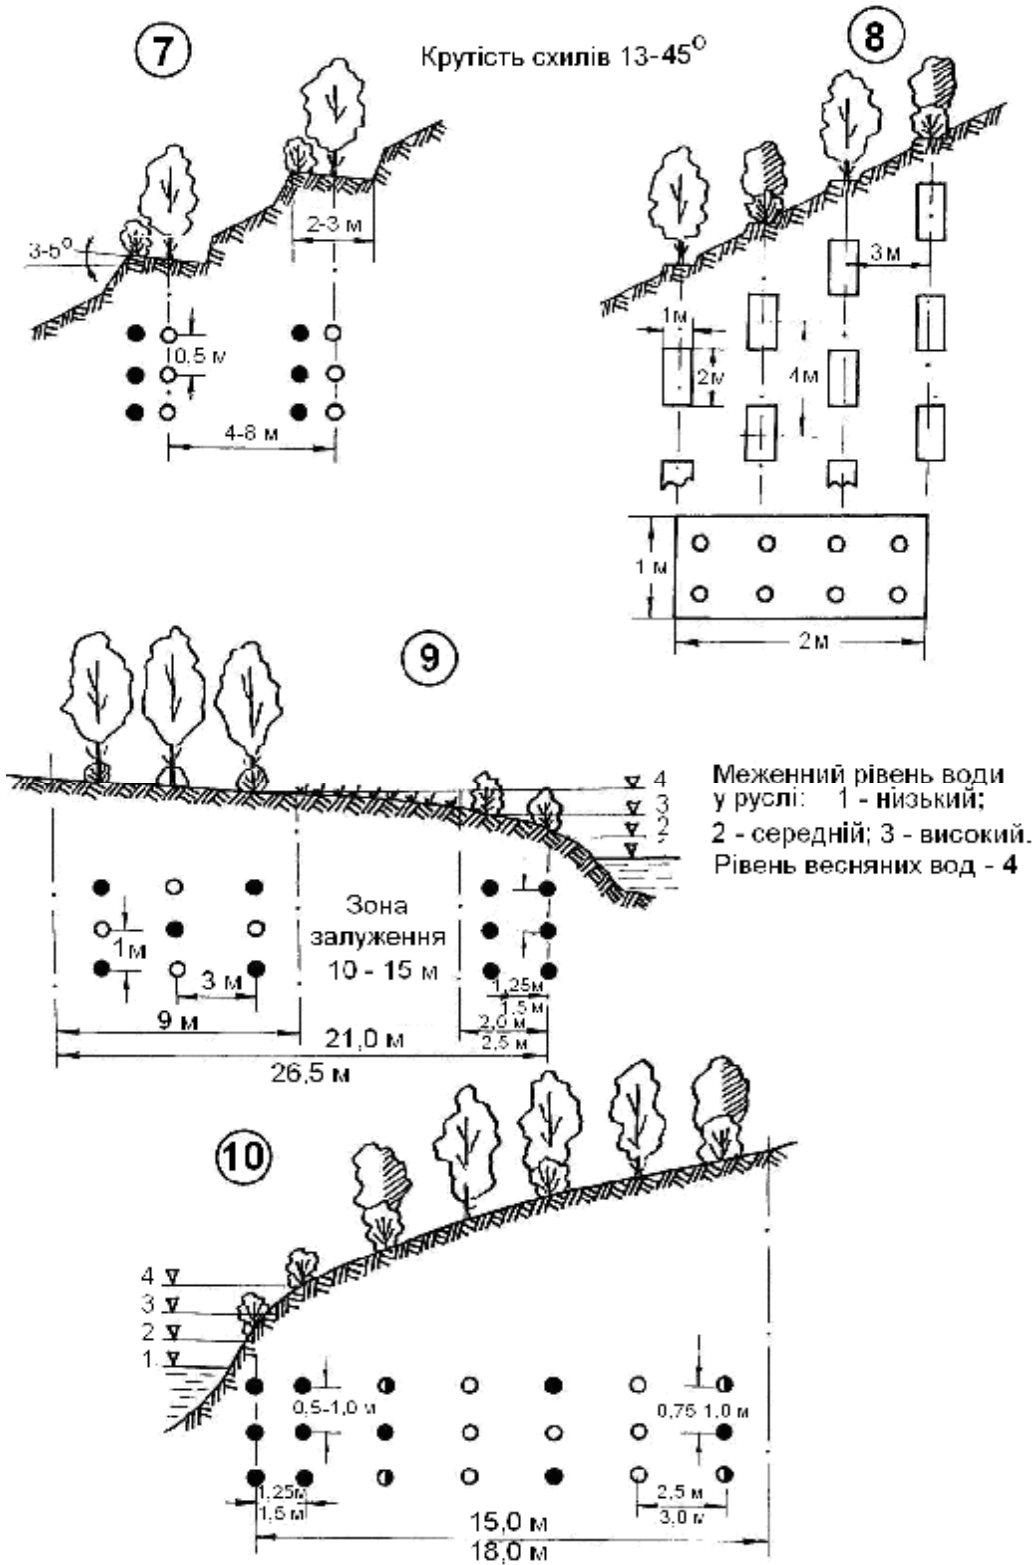 7
Крутість схилів 13-45°
8
2-3 м
3-5°
0,5 м
4-8 м
3м
1м
2м
4м
1 м
2м
9
4
3
2
Меженний рівень води
у руслі: 1 - низький;
2 - середній; 3 - високий.
Рівень весняних вод - 4
Зона
залуження
10 - 15 м
1м
3 м
9 м
1,25м
1,5 м
2,0 м
2,5 м
21,0 м
26,5 м
10
4
3
2
1
0,5-1,0 м
0,75-1,0 м
1,25м
1,5 м
2,5 м
3,0 м
15,0 м
18,0 м